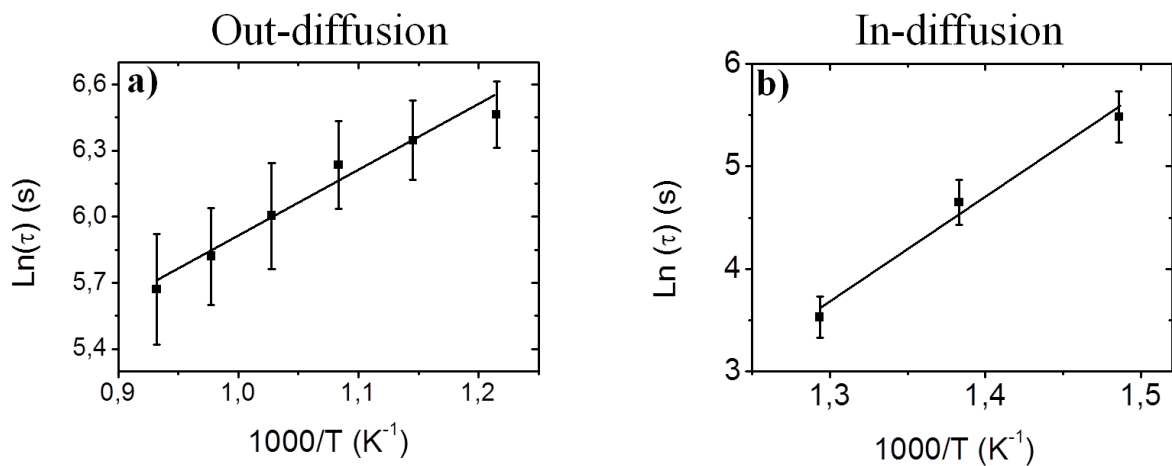 Out-diffusion
a)
6,6
6,3
6,0
5,7
5,4
Ln(τ) (s)
0,9 1,0 1,1 1,2
1000/T (K⁻¹)
In-diffusion
b)
6
5
4
3
Ln (τ) (s)
1,3 1,4 1,5
1000/T (K⁻¹)